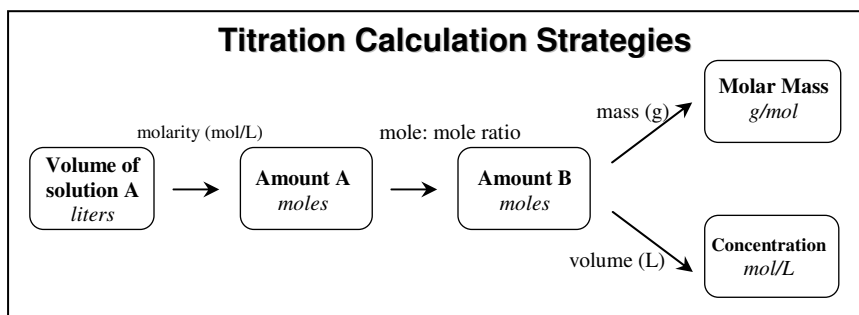 Titration Calculation Strategies
Molar Mass
g/mol
mass (g)
molarity (mol/L)
mole: mole ratio
Volume of
solution A
liters
Amount A
moles
Amount B
moles
volume (L)
Concentration
mol/L